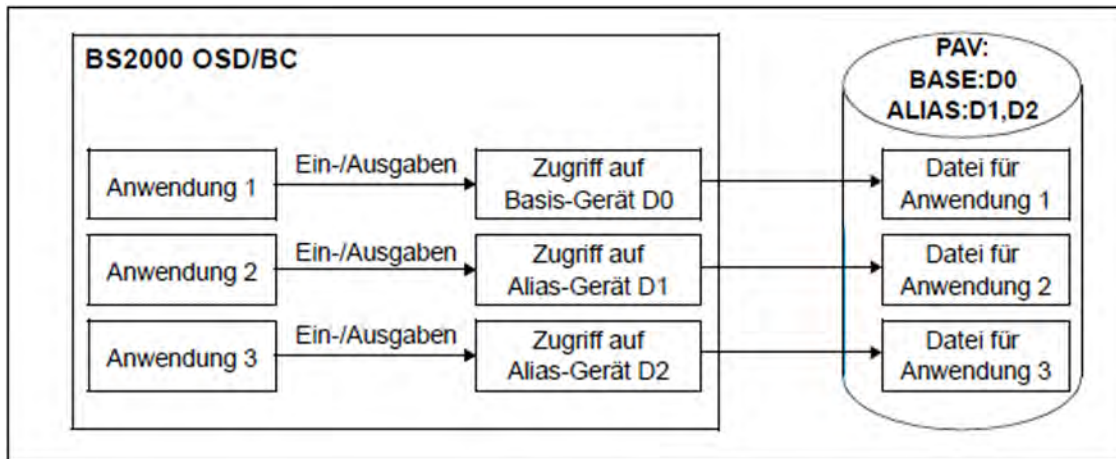 BS2000 OSD/BC
PAV:
BASE:D0
ALIAS:D1,D2
Anwendung 1
Ein-/Ausgaben
Zugriff auf
Basis-Gerät D0
Datei für
Anwendung 1
Anwendung 2
Ein-/Ausgaben
Zugriff auf
Alias-Gerät D1
Datei für
Anwendung 2
Anwendung 3
Ein-/Ausgaben
Zugriff auf
Alias-Gerät D2
Datei für
Anwendung 3